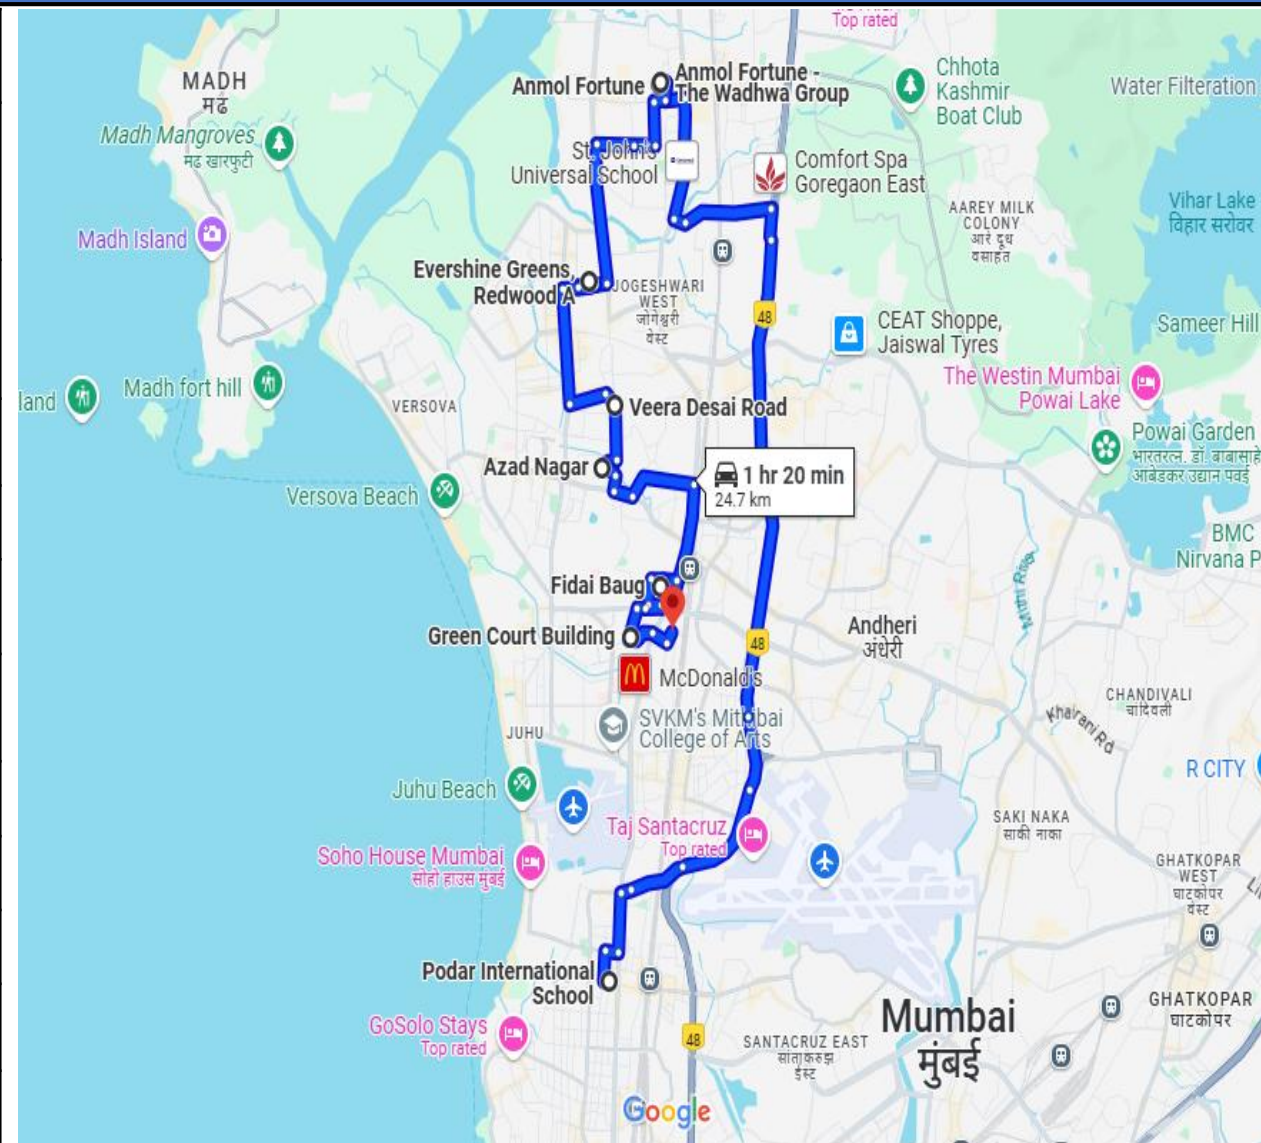 Top rated
MADH
मढ
Madh Mangroves
मढ खारफुटी
Anmol Fortune
Anmol Fortune -
The Wadhwa Group
Chhota
Kashmir
Boat Club
Water Filteration
St. John's
Universal School
Comfort Spa
Goregaon East
AAREY MILK
COLONY
आरे दूध
वसाहत
Vihar Lake
विहार सरोवर
Madh Island
Evershine Greens,
Redwood A
JOGESHWARI
WEST
जोगेश्वरी
वेस्ट
48
CEAT Shoppe,
Jaiswal Tyres
Sameer Hill
land
Madh fort hill
VERSOVA
Veera Desai Road
The Westin Mumbai
Powai Lake
Powai Garden
भारतरत्न. डॉ. बाबासाहे
आंबेडकर उद्यान पवई
Azad Nagar
1 hr 20 min
24.7 km
Versova Beach
BMC
Nirvana P
Mithi River
Fidai Baug
Green Court Building
48
Andheri
अंधेरी
McDonald's
SVKM's Mithibai
College of Arts
CHANDIVALI
चांदिवली
Khairani Rd
JUHU
R CITY
Juhu Beach
Taj Santacruz
Top rated
SAKI NAKA
साकी नाका
Soho House Mumbai
सोहो हाउस मुंबई
GHATKOPAR
WEST
घाटकोपर
वेस्ट
Podar International
School
GoSolo Stays
Top rated
48
SANTACRUZ EAST
सांताक्रुझ
ईस्ट
Mumbai
मुंबई
GHATKOPAR
घाटकोपर
Google